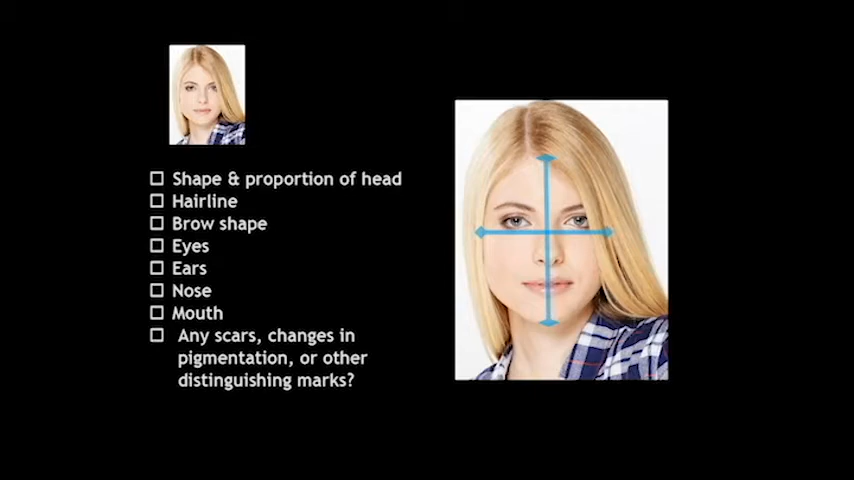 Shape & proportion of head
Hairline
Brow shape
Eyes
Ears
Nose
Mouth
Any scars, changes in
pigmentation, or other
distinguishing marks?